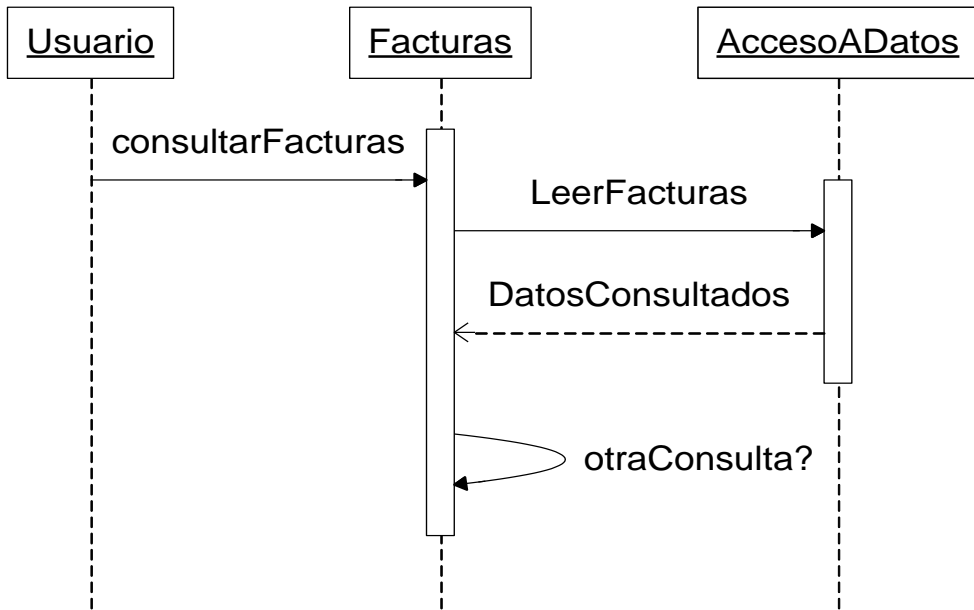 Usuario
Facturas
AccesoADatos
consultarFacturas
LeerFacturas
DatosConsultados
otraConsulta?